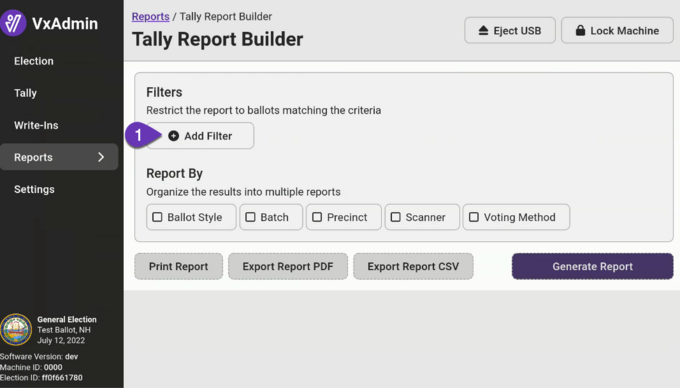 VxAdmin
Election
Tally
Write-Ins
Reports
Settings
General Election
Test Ballot, NH
July 12, 2022
Software Version: dev
Machine ID: 0000
Election ID: ff0f661780
Reports / Tally Report Builder
Tally Report Builder
Eject USB
Lock Machine
Filters
Restrict the report to ballots matching the criteria
1
Add Filter
Report By
Organize the results into multiple reports
Ballot Style
Batch
Precinct
Scanner
Voting Method
Print Report
Export Report PDF
Export Report CSV
Generate Report